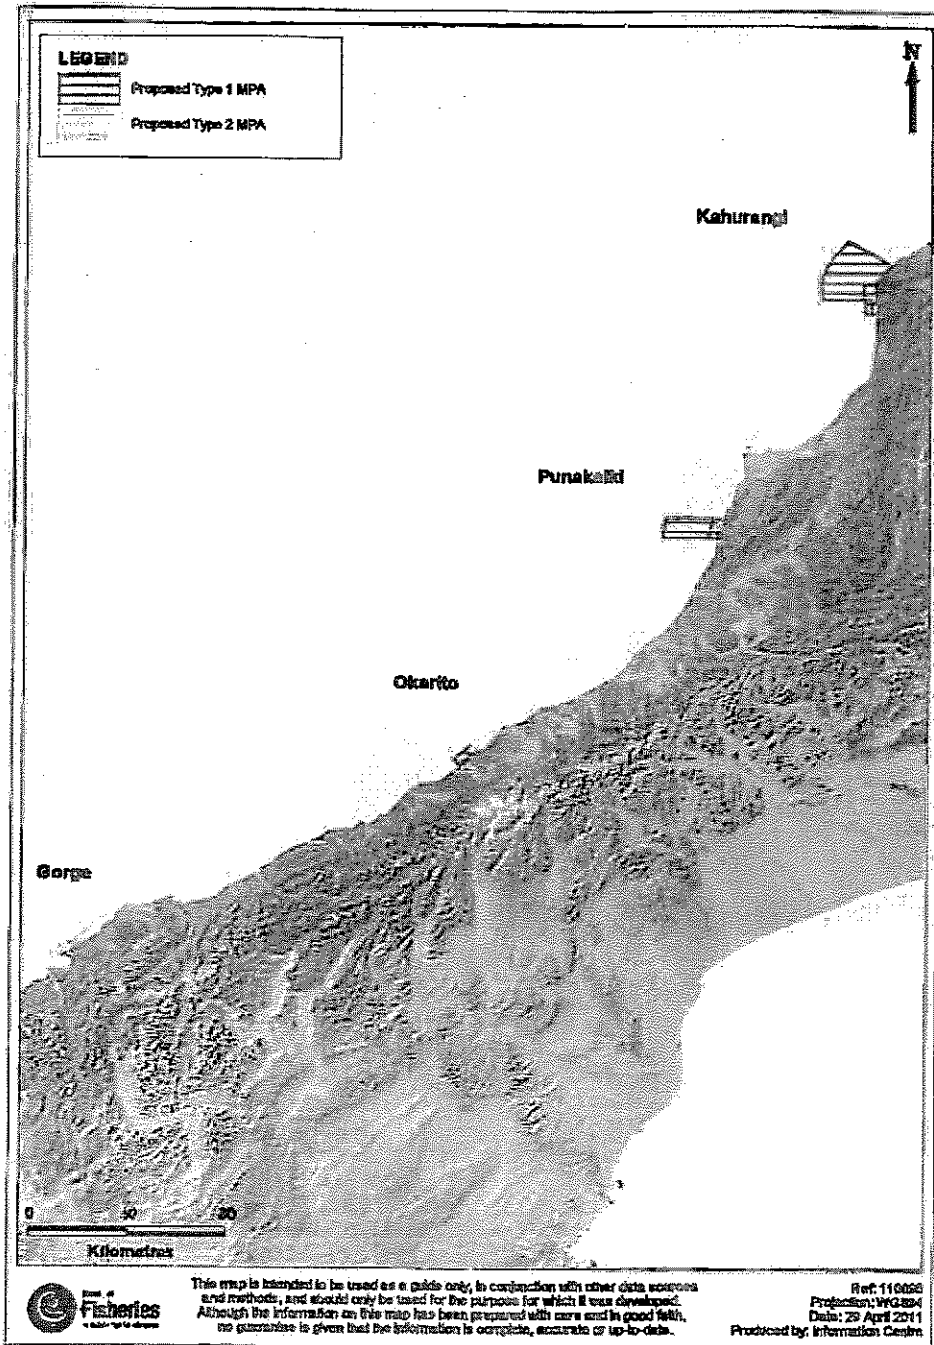 LEGEND
Proposed Type 1 MPA
Proposed Type 2 MPA
N
Kahurangi
Punakaiki
Okarito
Gorge
0
Kilometres
Fisheries
This map is intended to be used as a guide only, in conjunction with other data sources
and methods, and should only be used for the purpose for which it was developed.
Although the information on this map has been prepared with care and in good faith,
no guarantee is given that the information is complete, accurate or up-to-date.
Projection: WGS84
Date: 29 April 2011
Produced by: Information Centre